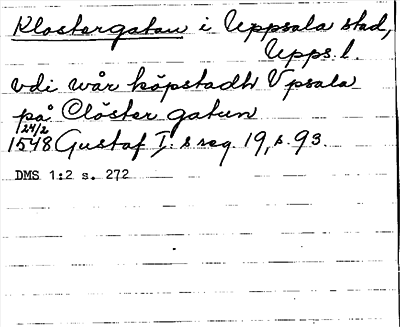 Klostergatan i Uppsala stad,
Upps. l.
vdi wår köpstadh Vpsala
på Clöster gatun
24/2
1548 Gustaf I:s reg. 19, s. 93.
DMS 1:2 s. 272